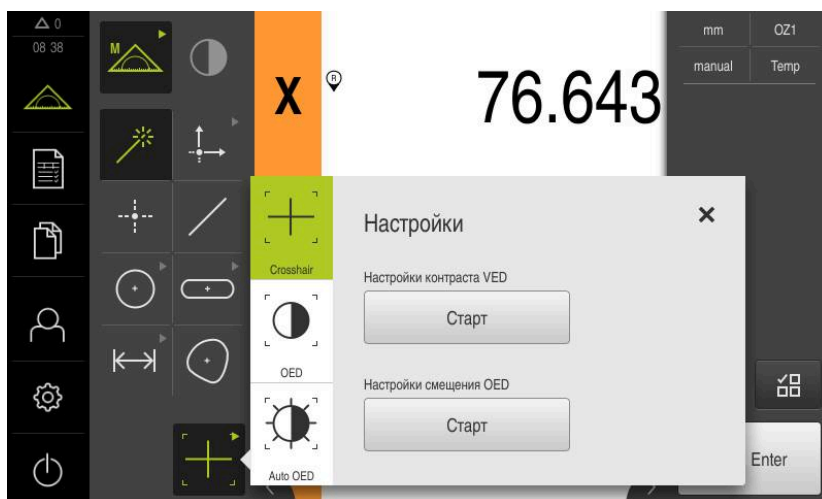 0
08 38
M
X
R
76.643
mm
OZ1
manual
Temp
Crosshair
Настройки
Настройки контраста VED
Старт
OED
Настройки смещения OED
Старт
Auto OED
Enter